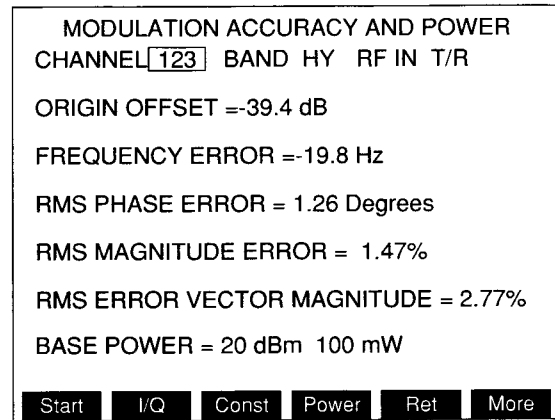 MODULATION ACCURACY AND POWER
CHANNEL 123 BAND HY RF IN T/R
ORIGIN OFFSET =-39.4 dB
FREQUENCY ERROR =-19.8 Hz
RMS PHASE ERROR = 1.26 Degrees
RMS MAGNITUDE ERROR = 1.47%
RMS ERROR VECTOR MAGNITUDE = 2.77%
BASE POWER = 20 dBm 100 mW
Start I/Q Const Power Ret More